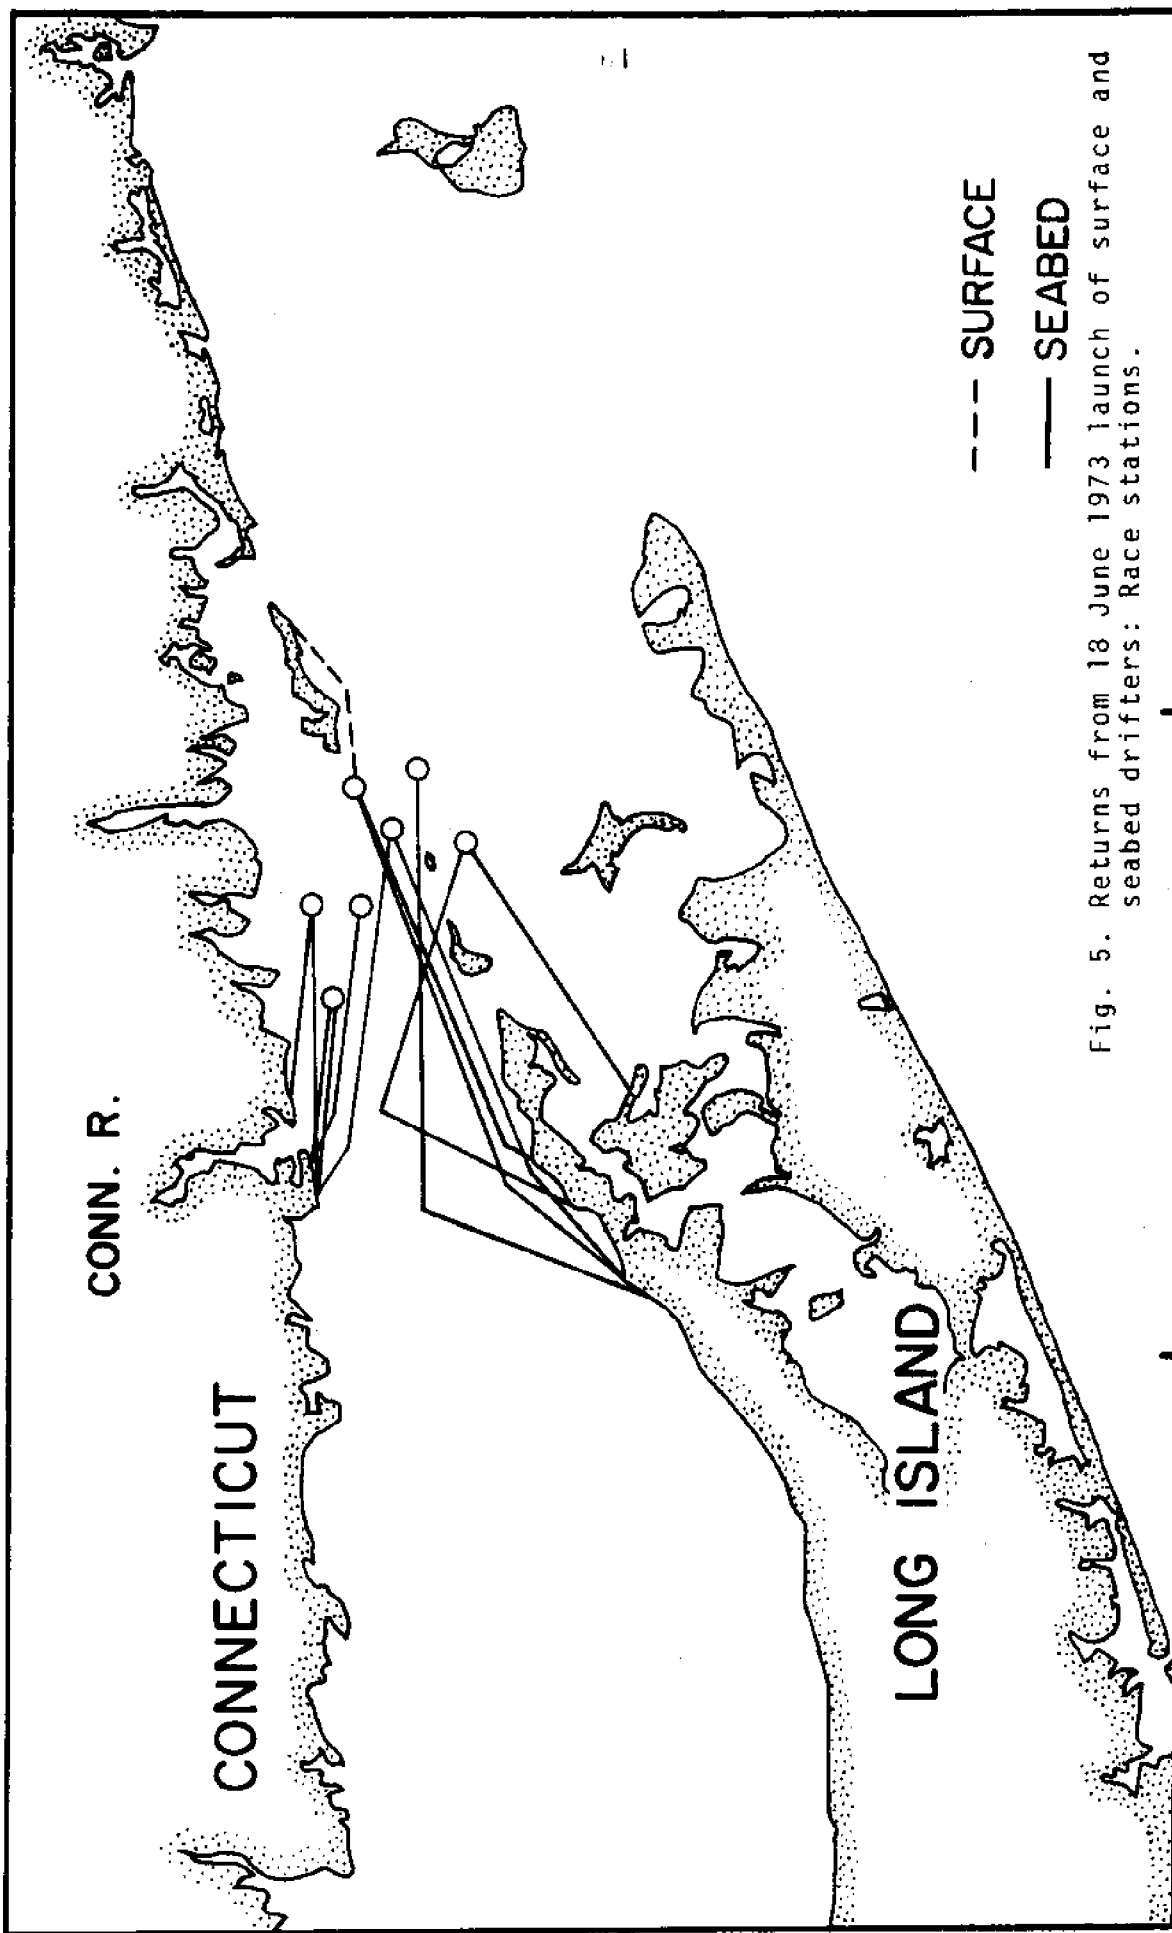 CONN. R.
CONNECTICUT
LONG ISLAND
--- SURFACE
— SEABED
Fig. 5. Returns from 18 June 1973 launch of surface and
seabed drifters: Race stations.